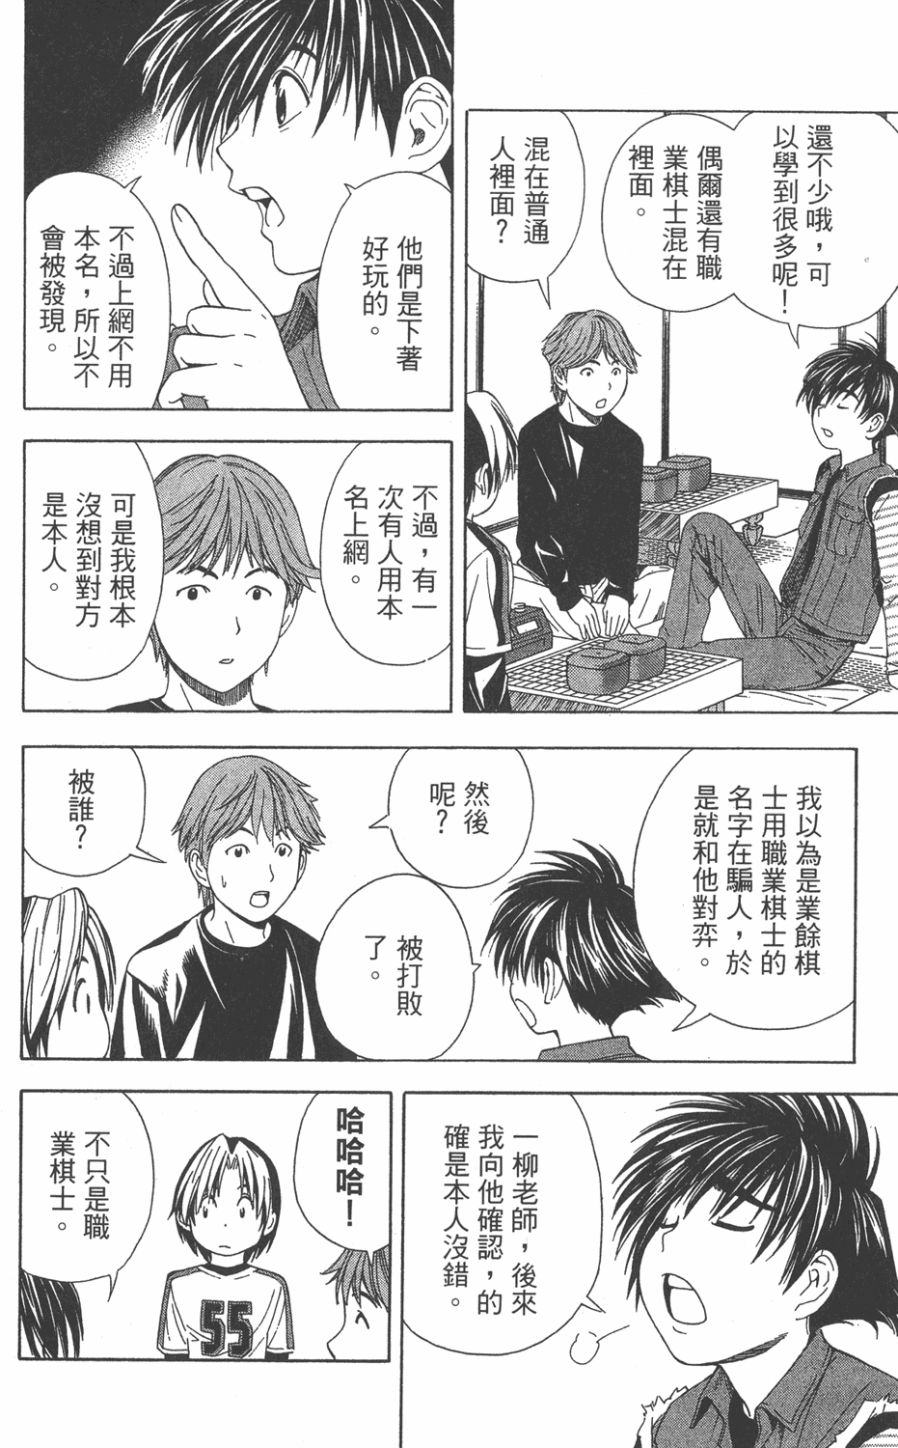 還不少哦，可
以學到很多呢！
偶爾還有職
業棋士混在
裡面。
混在普通
人裡面？
他們是下著
好玩的。
不過上網不用
本名，所以不
會被發現。
不過，有一
次有人用本
名上網。
可是我根本
沒想到對方
是本人。
我以為是業餘棋
士用職業棋士的
名字在騙人，於
是就和他對弈。
然後
呢？
被打敗
了。
被誰？
一柳老師，後來
我向他確認，的
確是本人沒錯。
哈哈哈！
55
不只是職
業棋士。